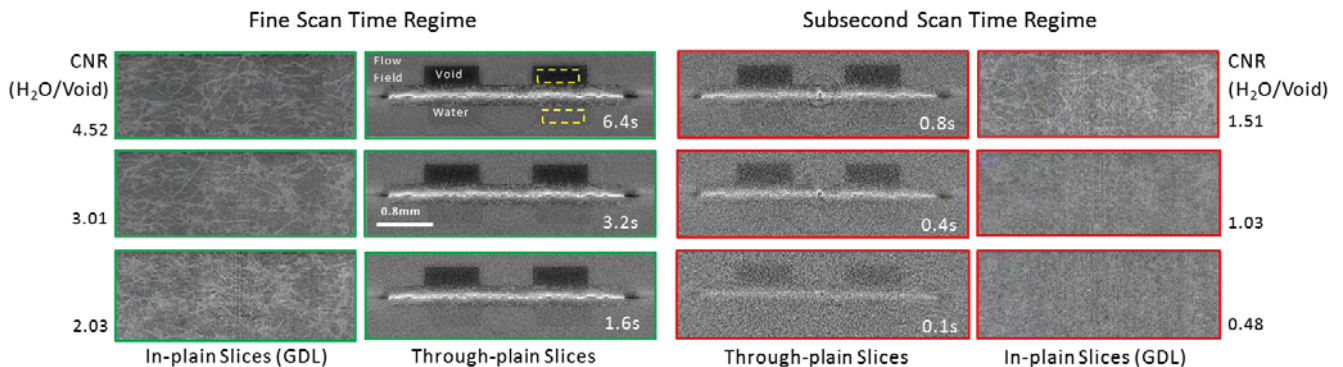 Fine Scan Time Regime
Subsecond Scan Time Regime
CNR
(H₂O/Void)
4.52
Flow
Field
Void
Water
6.4s
0.8s
CNR
(H₂O/Void)
1.51
3.01
0.8mm
3.2s
0.4s
1.03
2.03
1.6s
0.1s
0.48
In-plain Slices (GDL)
Through-plain Slices
Through-plain Slices
In-plain Slices (GDL)